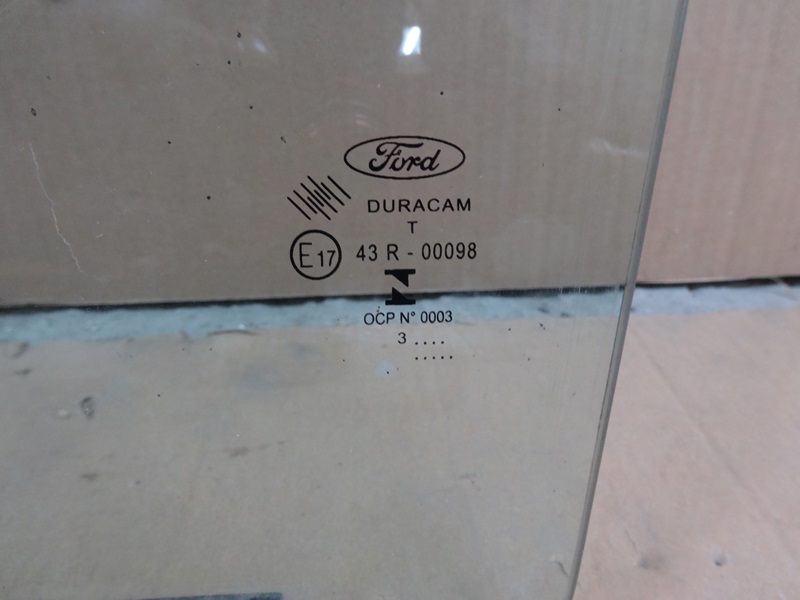 Ford
DURACAM
T
E17 43 R - 00098
OCP N° 0003
3 ....
.....